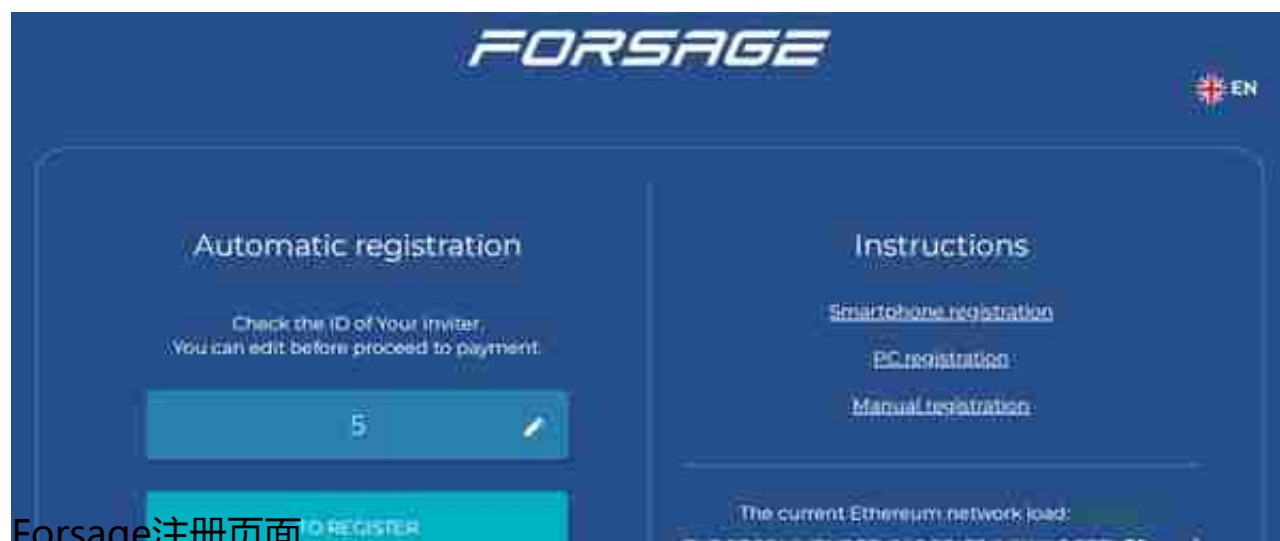 FORSAGE
EN
Automatic registration
Check the ID of Your inviter.
You can edit before proceed to payment.
5
TO REGISTER
Instructions
Smartphone registration
PC registration
Manual registration
The current Ethereum network load:
Forsage注册页面